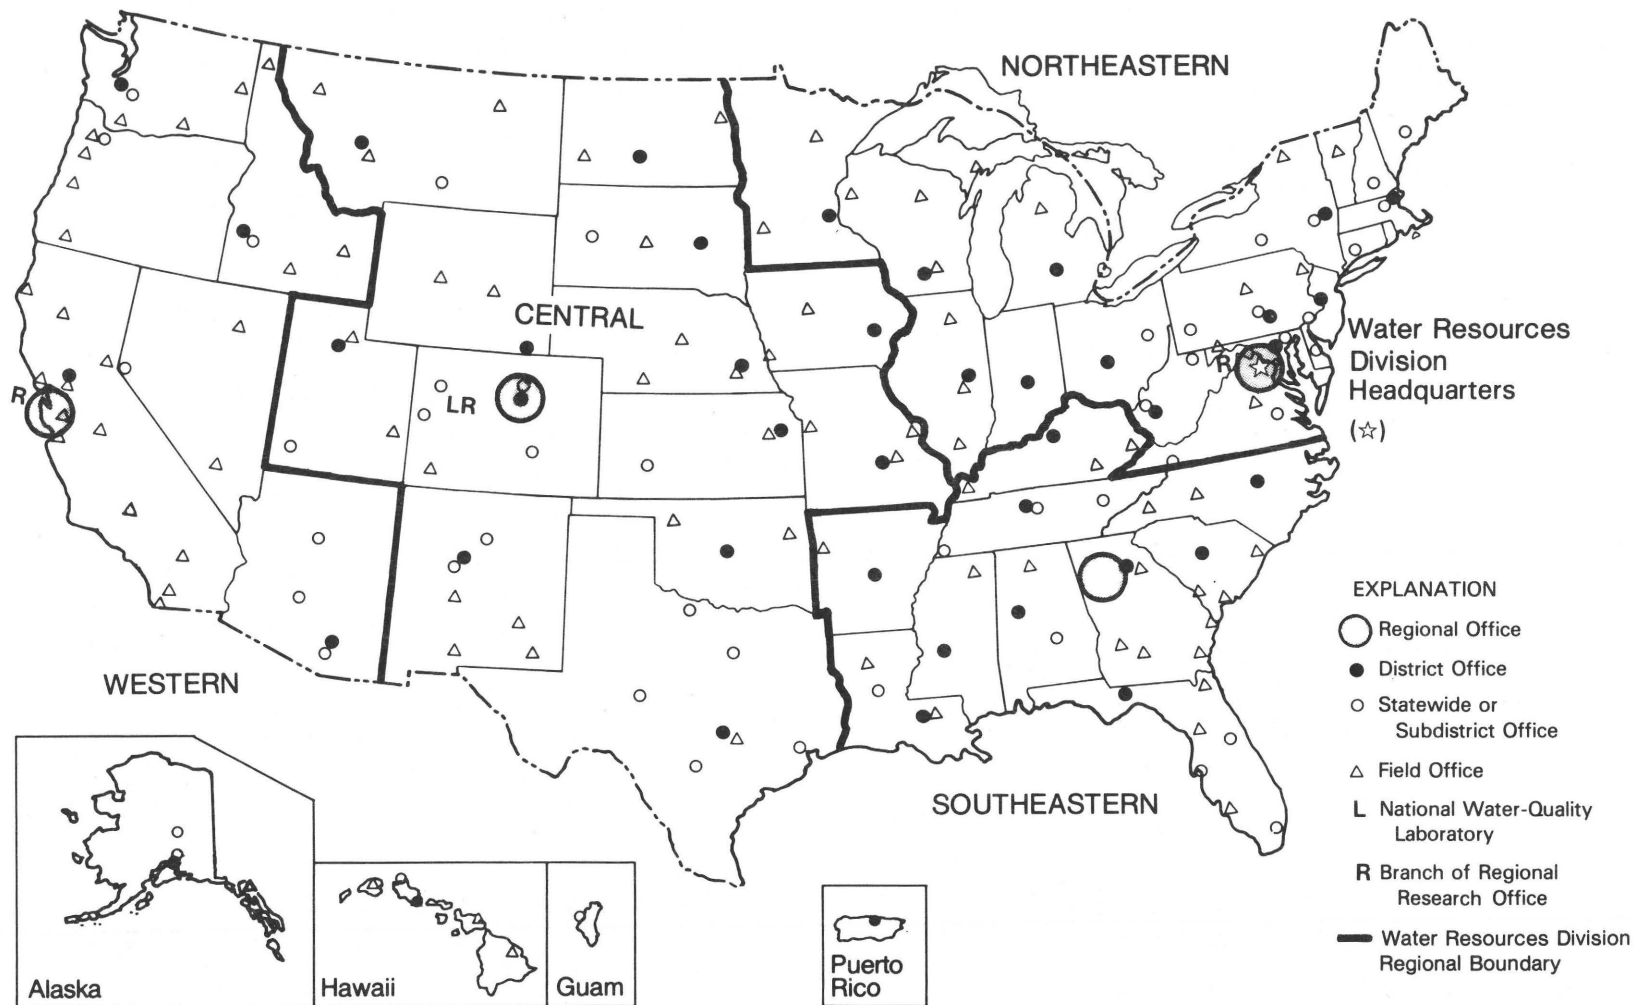 NORTHEASTERN
CENTRAL
Water Resources
Division
Headquarters
(☆)
R
R
LR
EXPLANATION
Regional Office
District Office
Statewide or
Subdistrict Office
Field Office
L National Water-Quality
Laboratory
R Branch of Regional
Research Office
Water Resources Division
Regional Boundary
WESTERN
SOUTHEASTERN
Alaska
Hawaii
Guam
Puerto
Rico